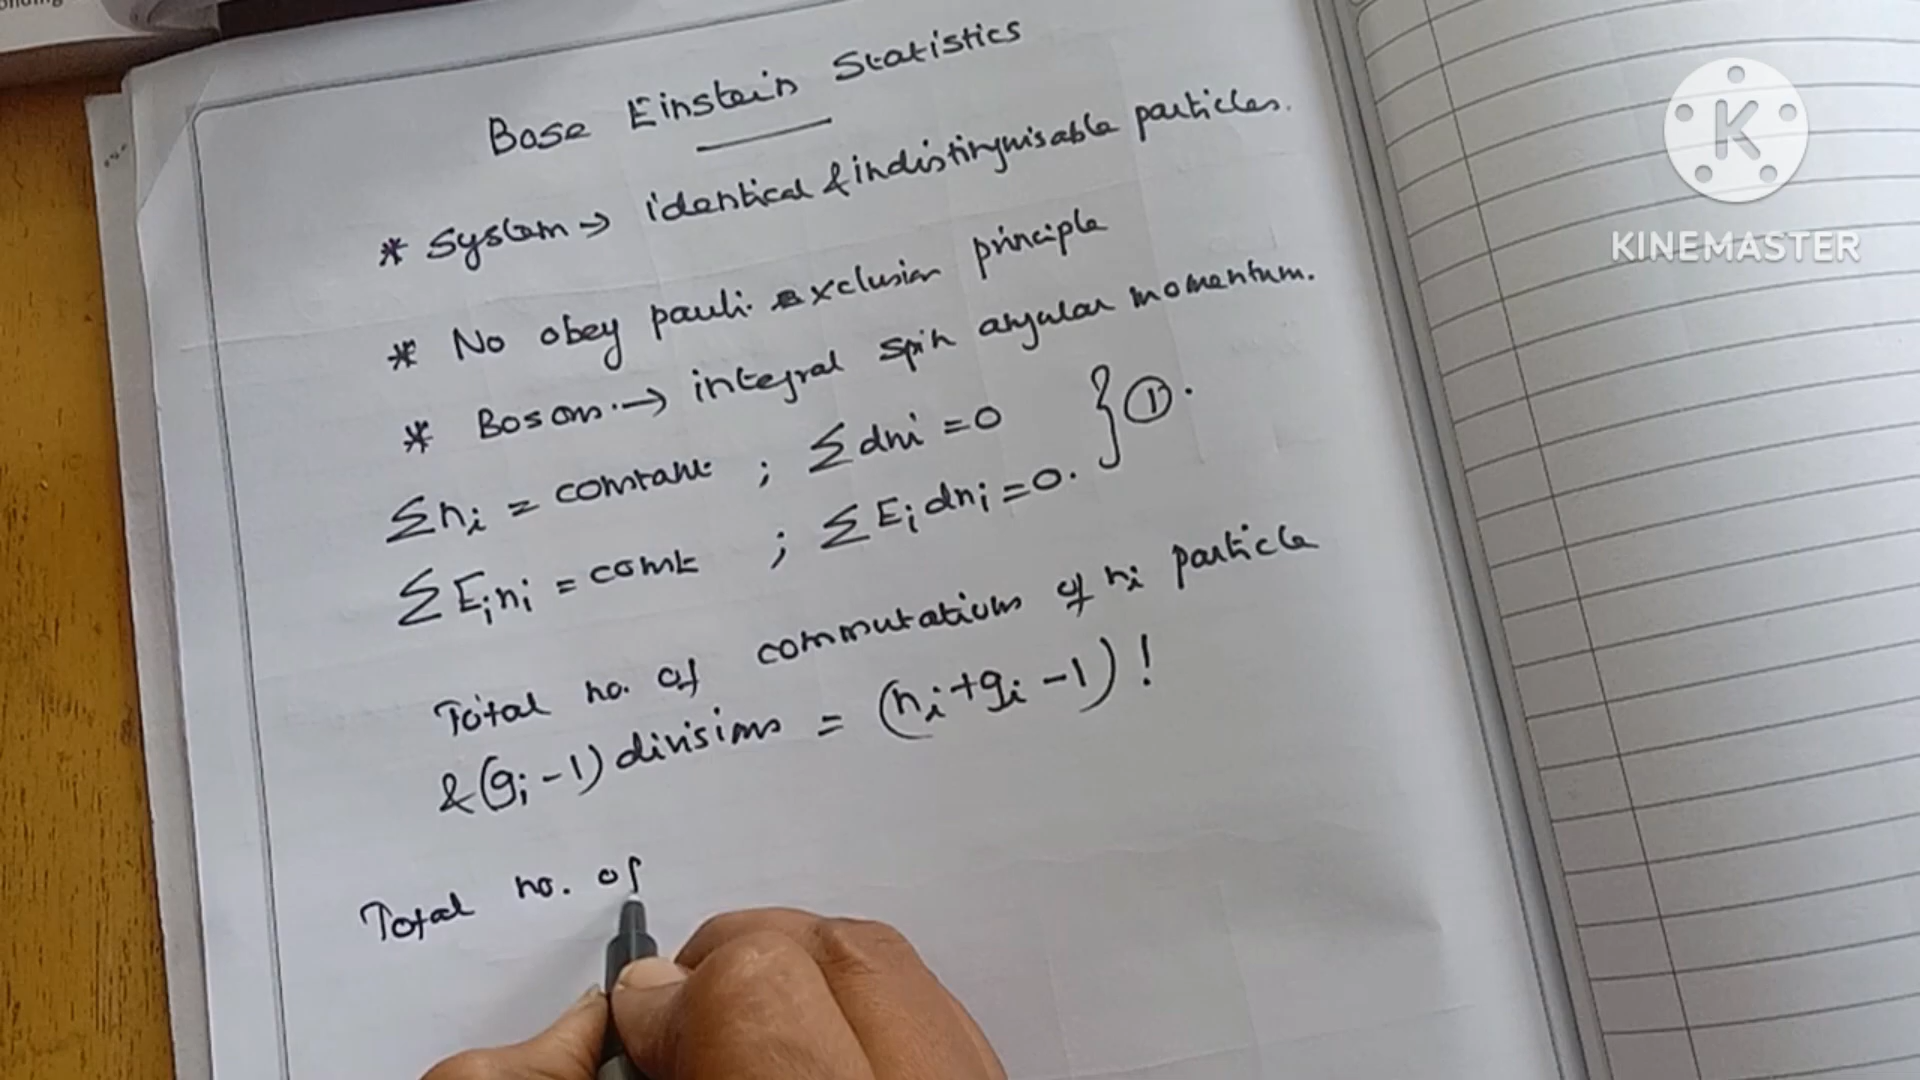 Bose Einstein Statistics
* System → identical & indistinguisable particles.
* No obey pauli. exclusion principle
* Bosons. → integral spin angular momentum.
Σni = constant ; Σdni = 0 } ①.
ΣEini = const ; ΣEidni = 0.
Total no. of commutations of ni particle
& (gi - 1) divisions = (ni + gi - 1) !
Total no. of
KINEMASTER